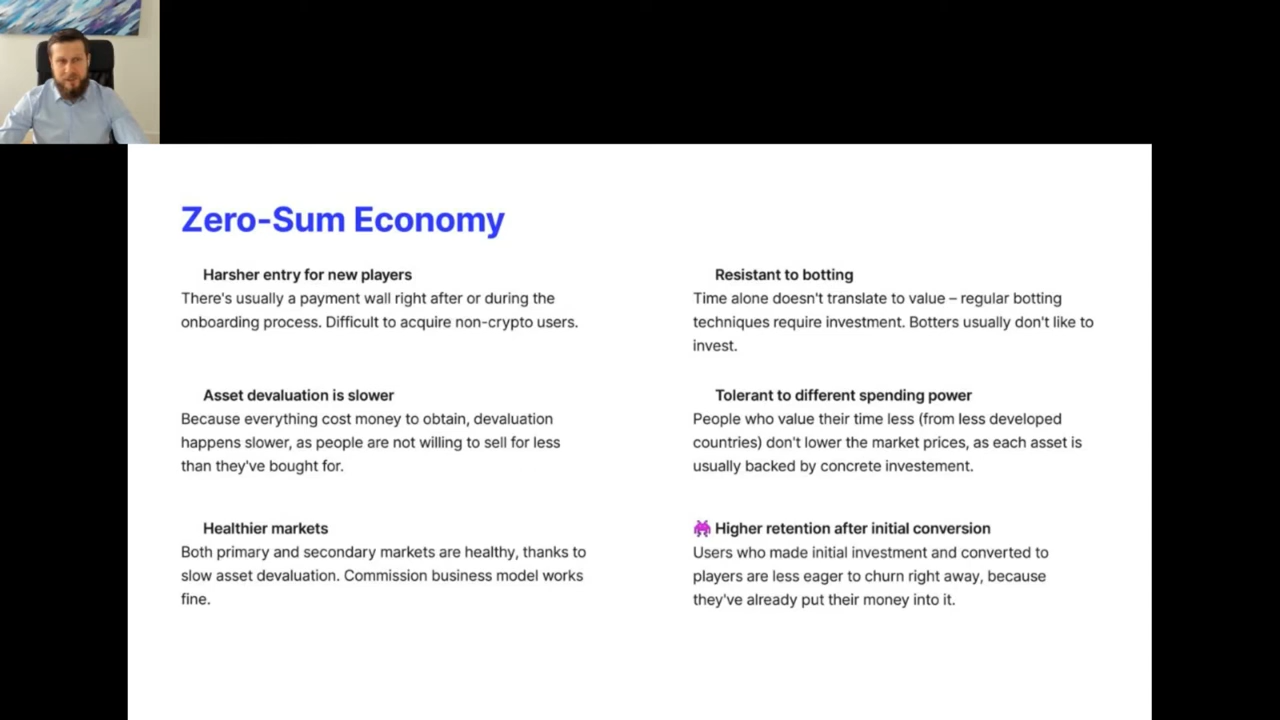 Zero-Sum Economy
Harsher entry for new players
There's usually a payment wall right after or during the
onboarding process. Difficult to acquire non-crypto users.
Asset devaluation is slower
Because everything cost money to obtain, devaluation
happens slower, as people are not willing to sell for less
than they've bought for.
Healthier markets
Both primary and secondary markets are healthy, thanks to
slow asset devaluation. Commission business model works
fine.
Resistant to botting
Time alone doesn't translate to value – regular botting
techniques require investment. Botters usually don't like to
invest.
Tolerant to different spending power
People who value their time less (from less developed
countries) don't lower the market prices, as each asset is
usually backed by concrete investement.
👾 Higher retention after initial conversion
Users who made initial investment and converted to
players are less eager to churn right away, because
they've already put their money into it.